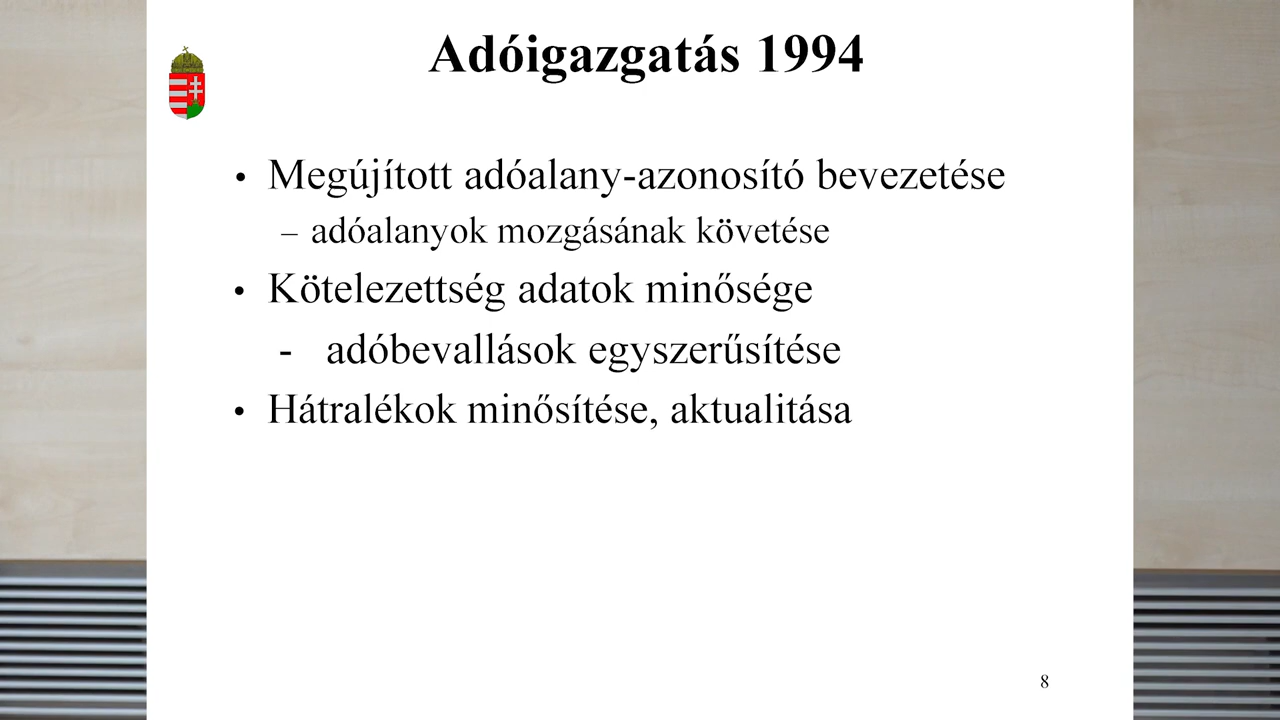 Adóigazgatás 1994
• Megújított adóalany-azonosító bevezetése
– adóalanyok mozgásának követése
• Kötelezettség adatok minősége
- adóbevallások egyszerűsítése
• Hátralékok minősítése, aktualitása
8